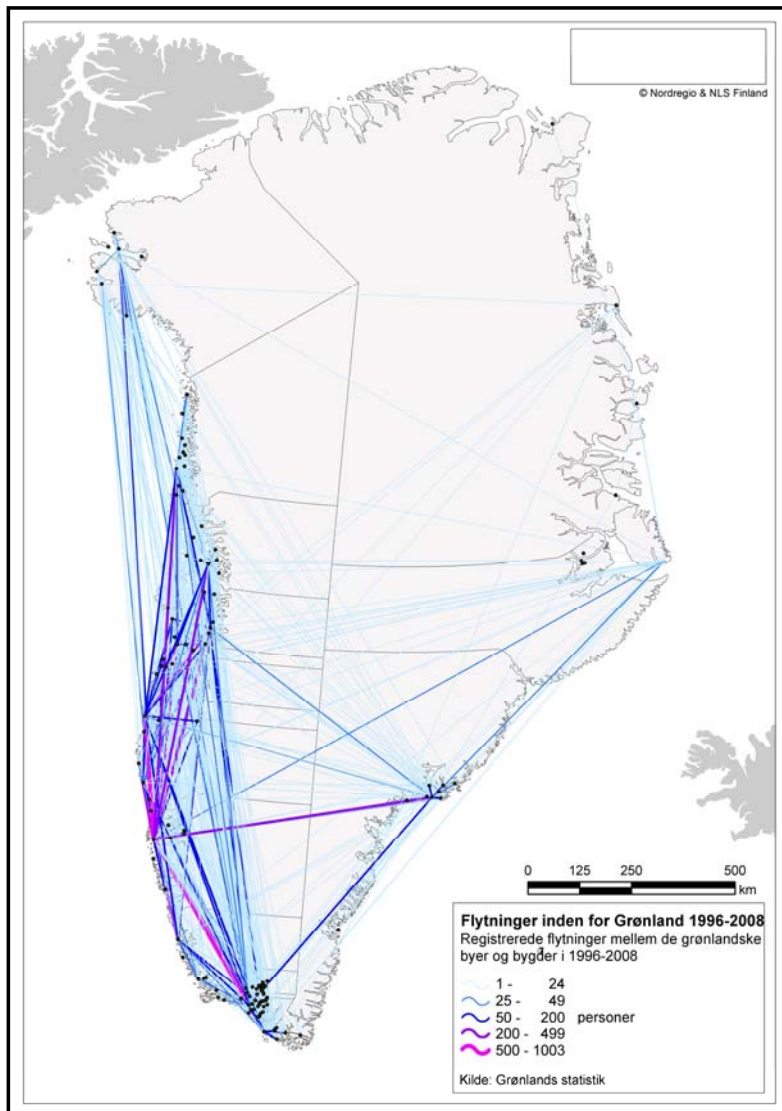 © Nordregio & NLS Finland
0 125 250 500
km
Flytninger inden for Grønland 1996-2008
Registrerede flytninger mellem de grønlandske
byer og bygder i 1996-2008
1 - 24
25 - 49
50 - 200 personer
200 - 499
500 - 1003
Kilde: Grønlands statistik